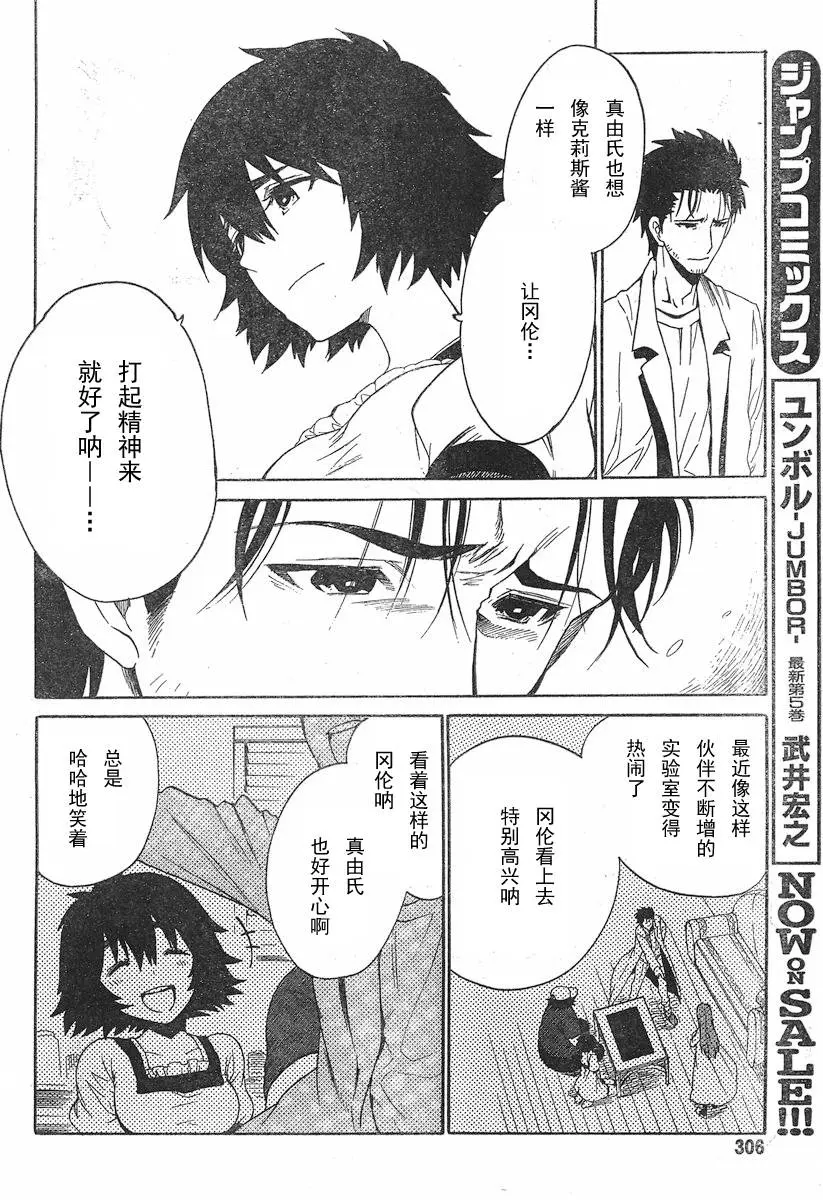 真由氏也想
像克莉斯酱
一样
让冈伦…
打起精神来
就好了呐——…
最近像这样
伙伴不断增的
实验室变得
热闹了
冈伦看上去
特别高兴呐
看着这样的
冈伦呐
真由氏
也好开心啊
总是
哈哈地笑着
ジャンプコミックス
ユンボル-JUMBOR-
最新第5巻
武井宏之
NOW ON SALE!!!
306